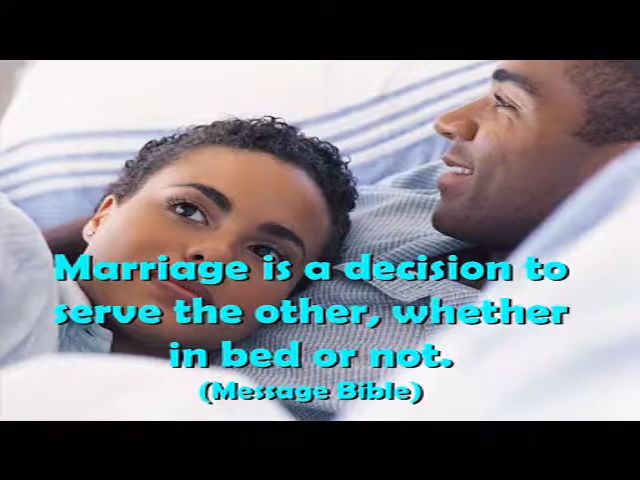 Marriage is a decision to
serve the other, whether
in bed or not.
(Message Bible)